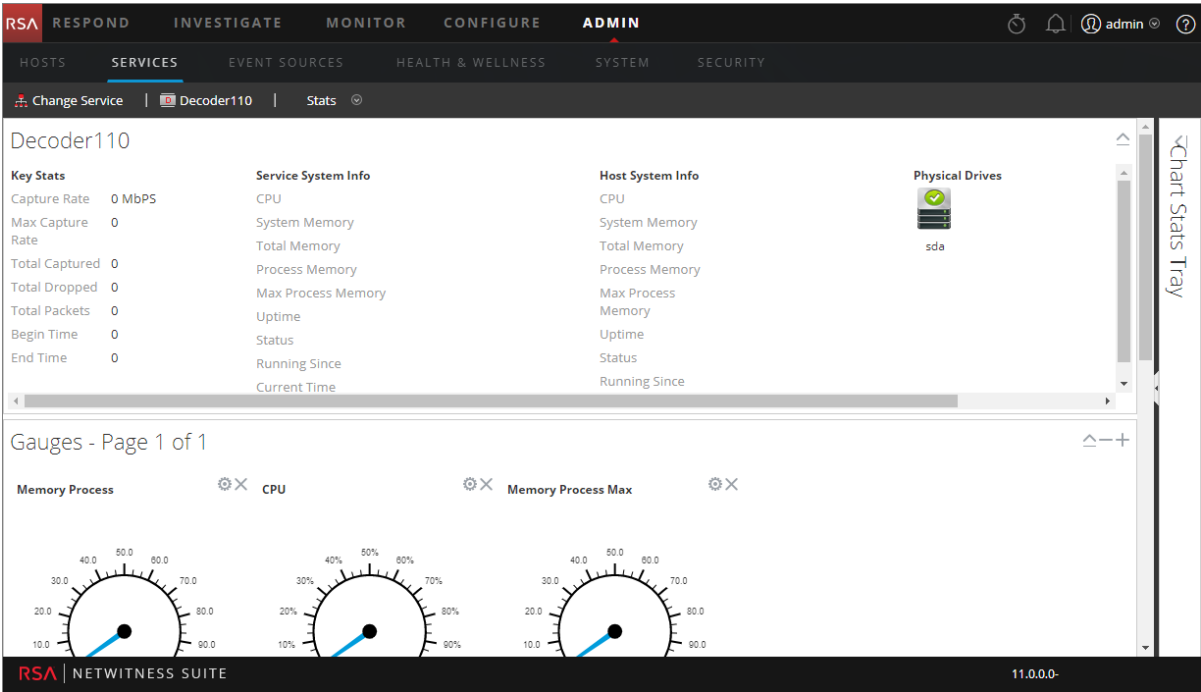 RSA RESPOND INVESTIGATE MONITOR CONFIGURE ADMIN admin ?
HOSTS SERVICES EVENT SOURCES HEALTH & WELLNESS SYSTEM SECURITY
Change Service | D Decoder110 | Stats
Decoder110
Key Stats
Capture Rate 0 MbPS
Max Capture Rate 0
Total Captured 0
Total Dropped 0
Total Packets 0
Begin Time 0
End Time 0
Service System Info
CPU
System Memory
Total Memory
Process Memory
Max Process Memory
Uptime
Status
Running Since
Current Time
Host System Info
CPU
System Memory
Total Memory
Process Memory
Max Process
Memory
Uptime
Status
Running Since
Physical Drives
sda
Chart Stats Tray
Gauges - Page 1 of 1
Memory Process
10.0 20.0 30.0 40.0 50.0 60.0 70.0 80.0 90.0
CPU
10% 20% 30% 40% 50% 60% 70% 80% 90%
Memory Process Max
10.0 20.0 30.0 40.0 50.0 60.0 70.0 80.0 90.0
RSA | NETWITNESS SUITE 11.0.0.0-